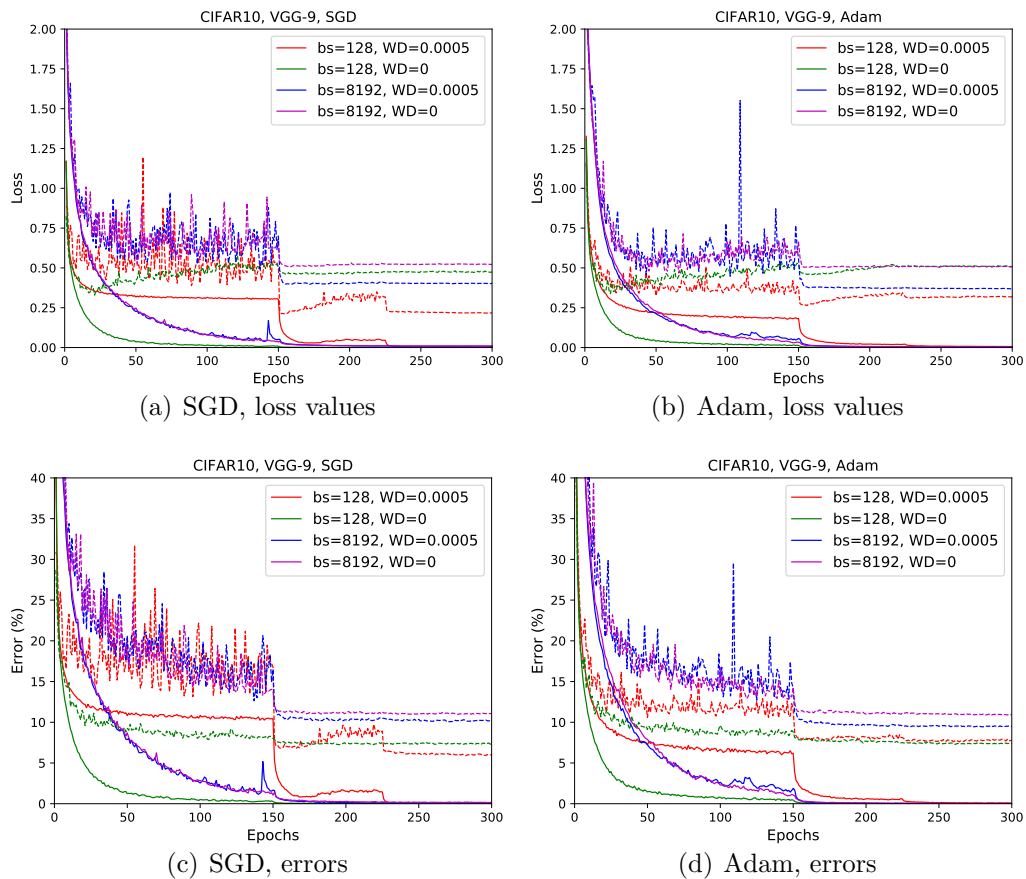 CIFAR10, VGG-9, SGD
2.00
1.75
1.50
1.25
1.00
0.75
0.50
0.25
0.00
Loss
bs=128, WD=0.0005
bs=128, WD=0
bs=8192, WD=0.0005
bs=8192, WD=0
0 50 100 150 200 250 300
Epochs
(a) SGD, loss values
CIFAR10, VGG-9, Adam
2.00
1.75
1.50
1.25
1.00
0.75
0.50
0.25
0.00
Loss
bs=128, WD=0.0005
bs=128, WD=0
bs=8192, WD=0.0005
bs=8192, WD=0
0 50 100 150 200 250 300
Epochs
(b) Adam, loss values
CIFAR10, VGG-9, SGD
40
35
30
25
20
15
10
5
0
Error (%)
bs=128, WD=0.0005
bs=128, WD=0
bs=8192, WD=0.0005
bs=8192, WD=0
0 50 100 150 200 250 300
Epochs
(c) SGD, errors
CIFAR10, VGG-9, Adam
40
35
30
25
20
15
10
5
0
Error (%)
bs=128, WD=0.0005
bs=128, WD=0
bs=8192, WD=0.0005
bs=8192, WD=0
0 50 100 150 200 250 300
Epochs
(d) Adam, errors